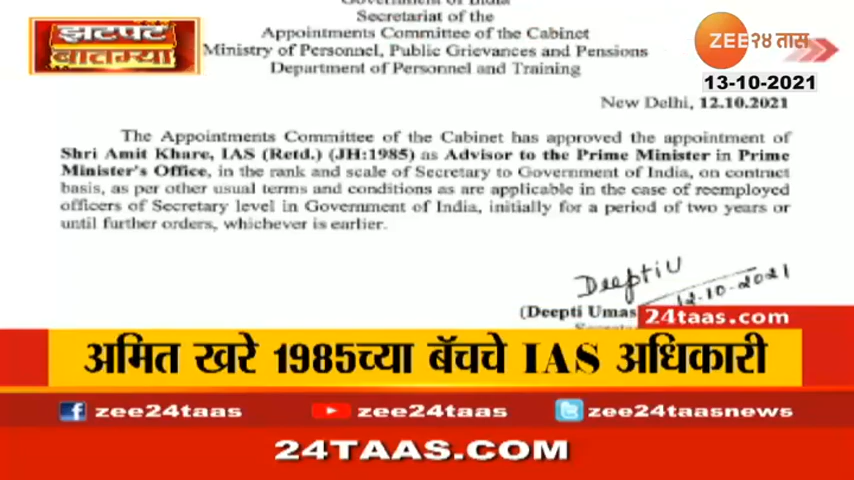 Government of India
Secretariat of the
Appointments Committee of the Cabinet
Ministry of Personnel, Public Grievances and Pensions
Department of Personnel and Training
झटपट
बातम्या
ZEE २४ तास
13-10-2021
New Delhi, 12.10.2021
The Appointments Committee of the Cabinet has approved the appointment of
Shri Amit Khare, IAS (Retd.) (JH:1985) as Advisor to the Prime Minister in Prime
Minister's Office, in the rank and scale of Secretary to Government of India, on contract
basis, as per other usual terms and conditions as are applicable in the case of reemployed
officers of Secretary level in Government of India, initially for a period of two years or
until further orders, whichever is earlier.
Deepti U
12-10-2021
(Deepti Umas
24taas.com
अमित खरे 1985च्या बॅचचे IAS अधिकारी
zee24taas zee24taas zee24taasnews
24TAAS.COM